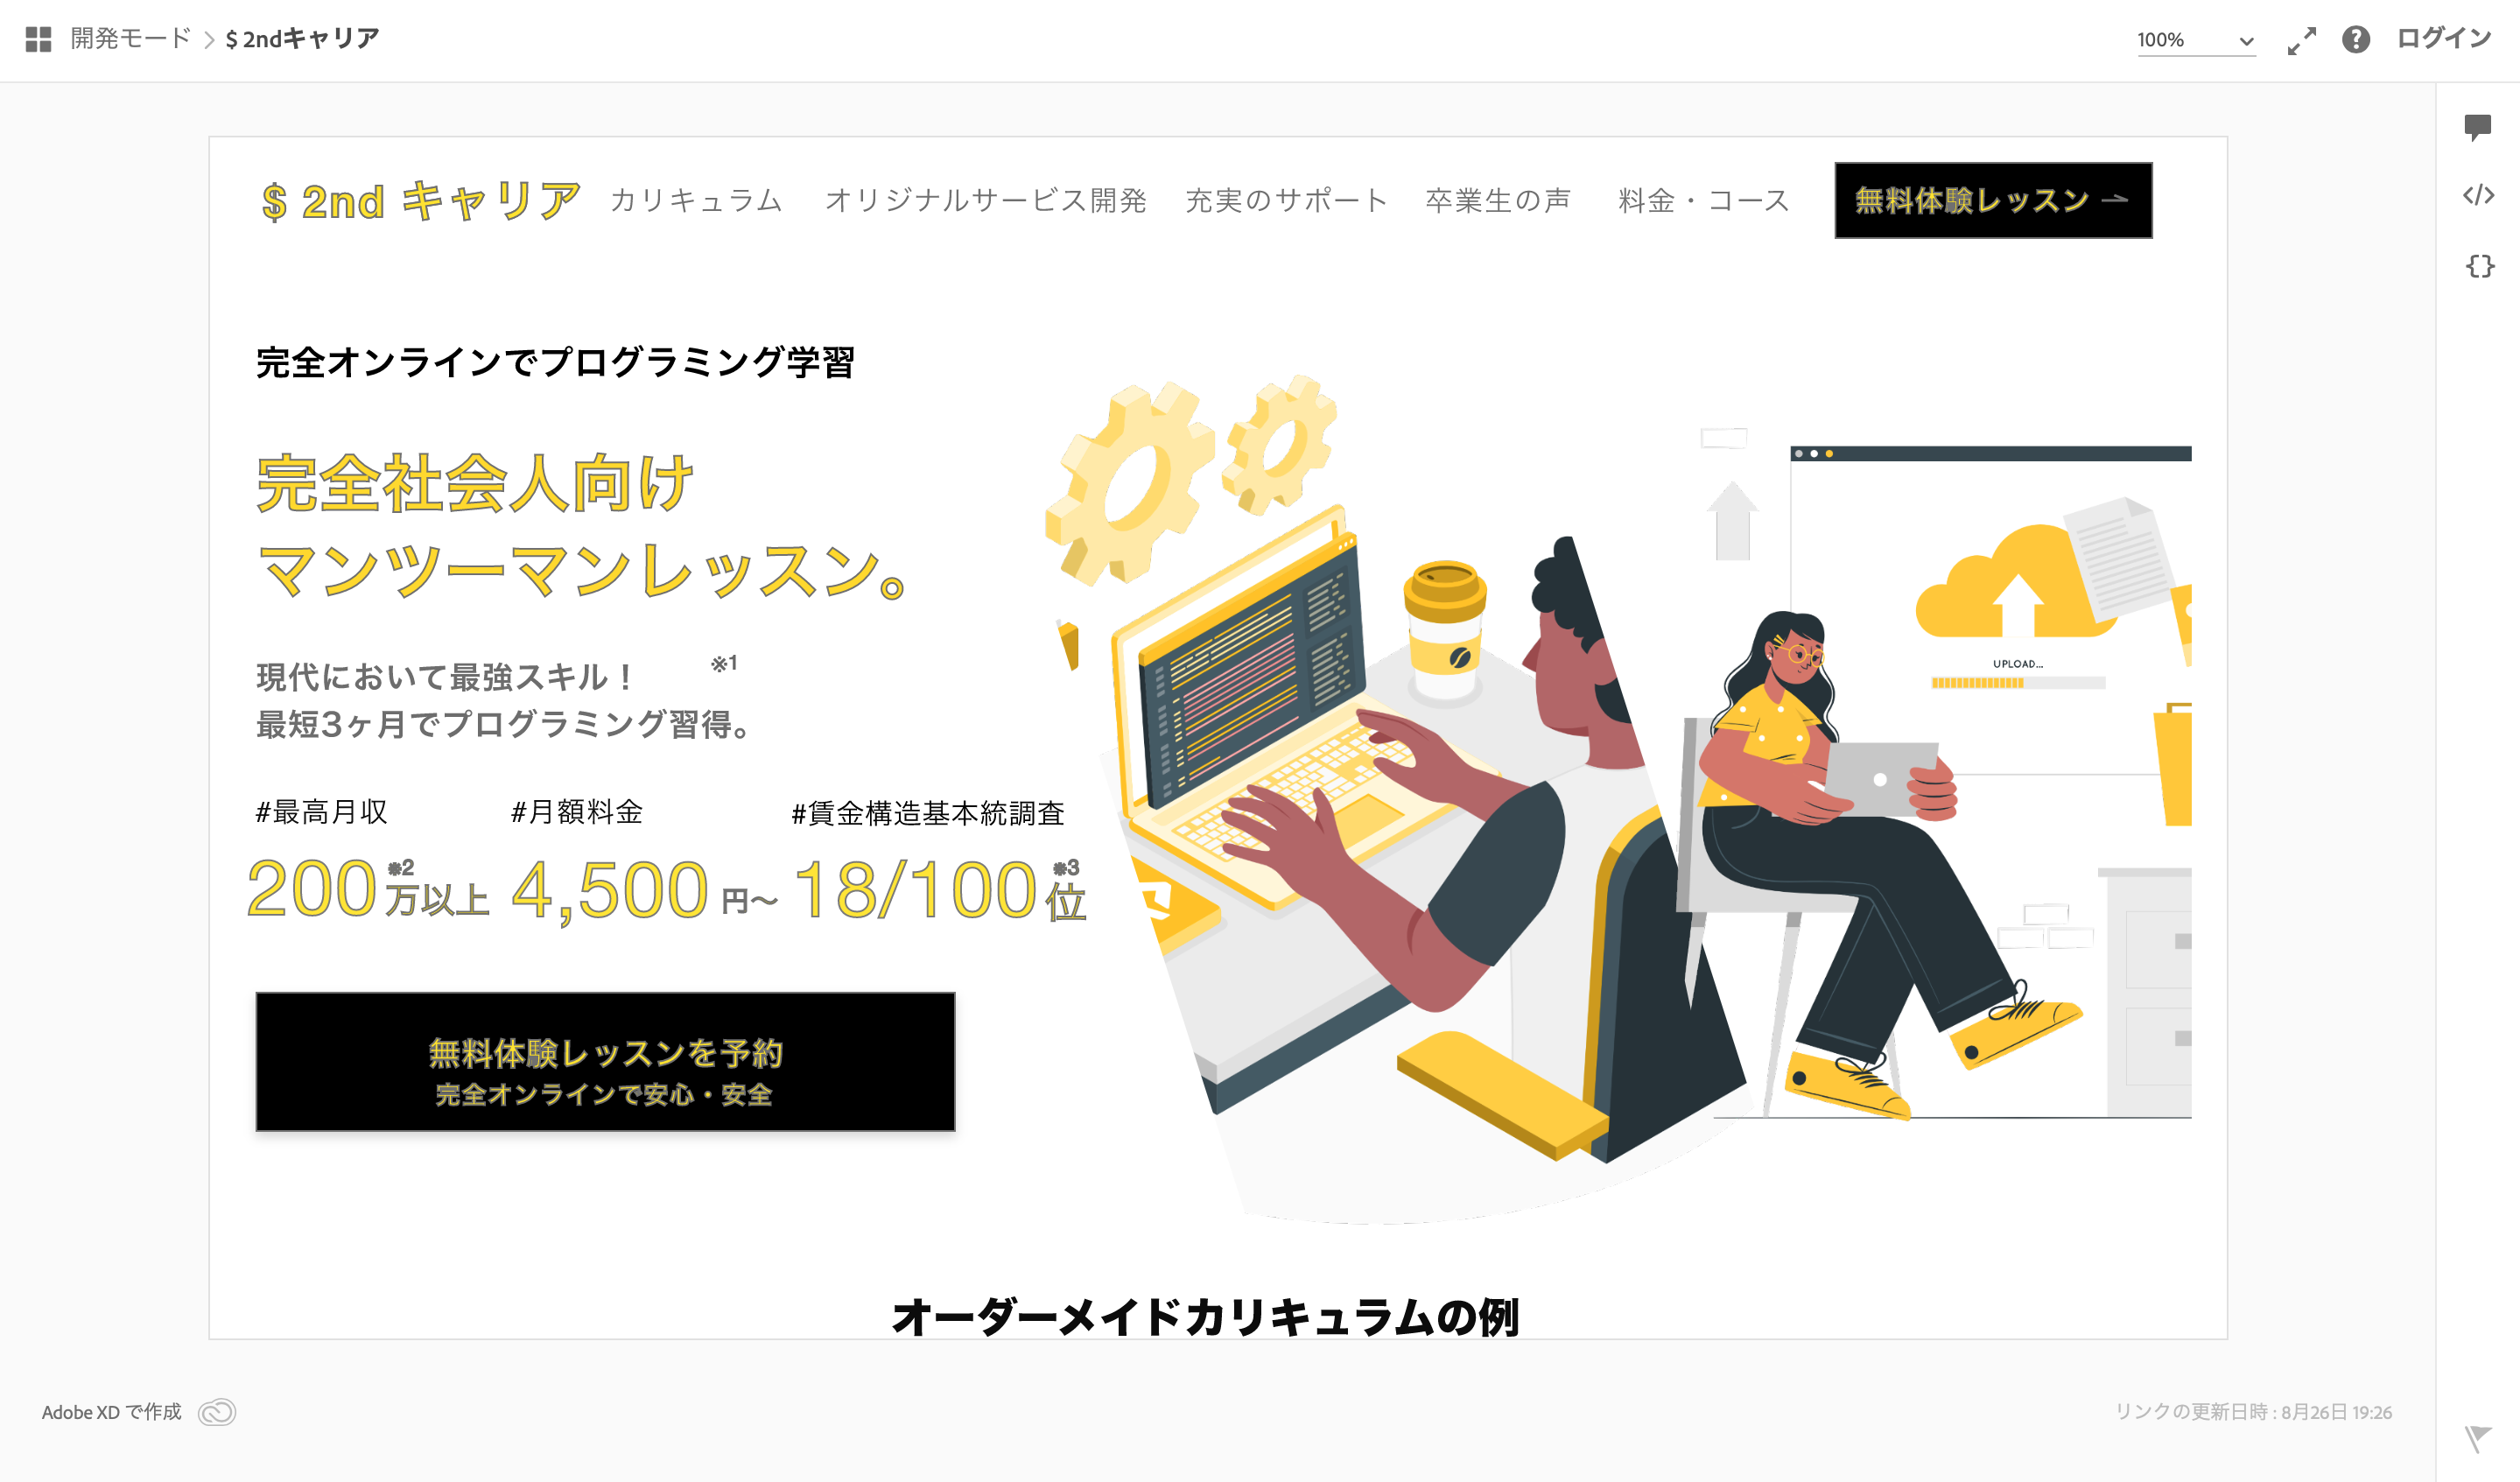 開発モード > $ 2ndキャリア
100%
ログイン
$ 2nd キャリア
カリキュラム
オリジナルサービス開発
充実のサポート
卒業生の声
料金・コース
無料体験レッスン
完全オンラインでプログラミング学習
完全社会人向け
マンツーマンレッスン。
現代において最強スキル！ ※1
最短3ヶ月でプログラミング習得。
#最高月収
200万以上 ※2
#月額料金
4,500 円〜
#賃金構造基本統調査
18/100位 ※3
無料体験レッスンを予約
完全オンラインで安心・安全
UPLOAD...
オーダーメイドカリキュラムの例
Adobe XD で作成
リンクの更新日時 : 8月26日 19:26